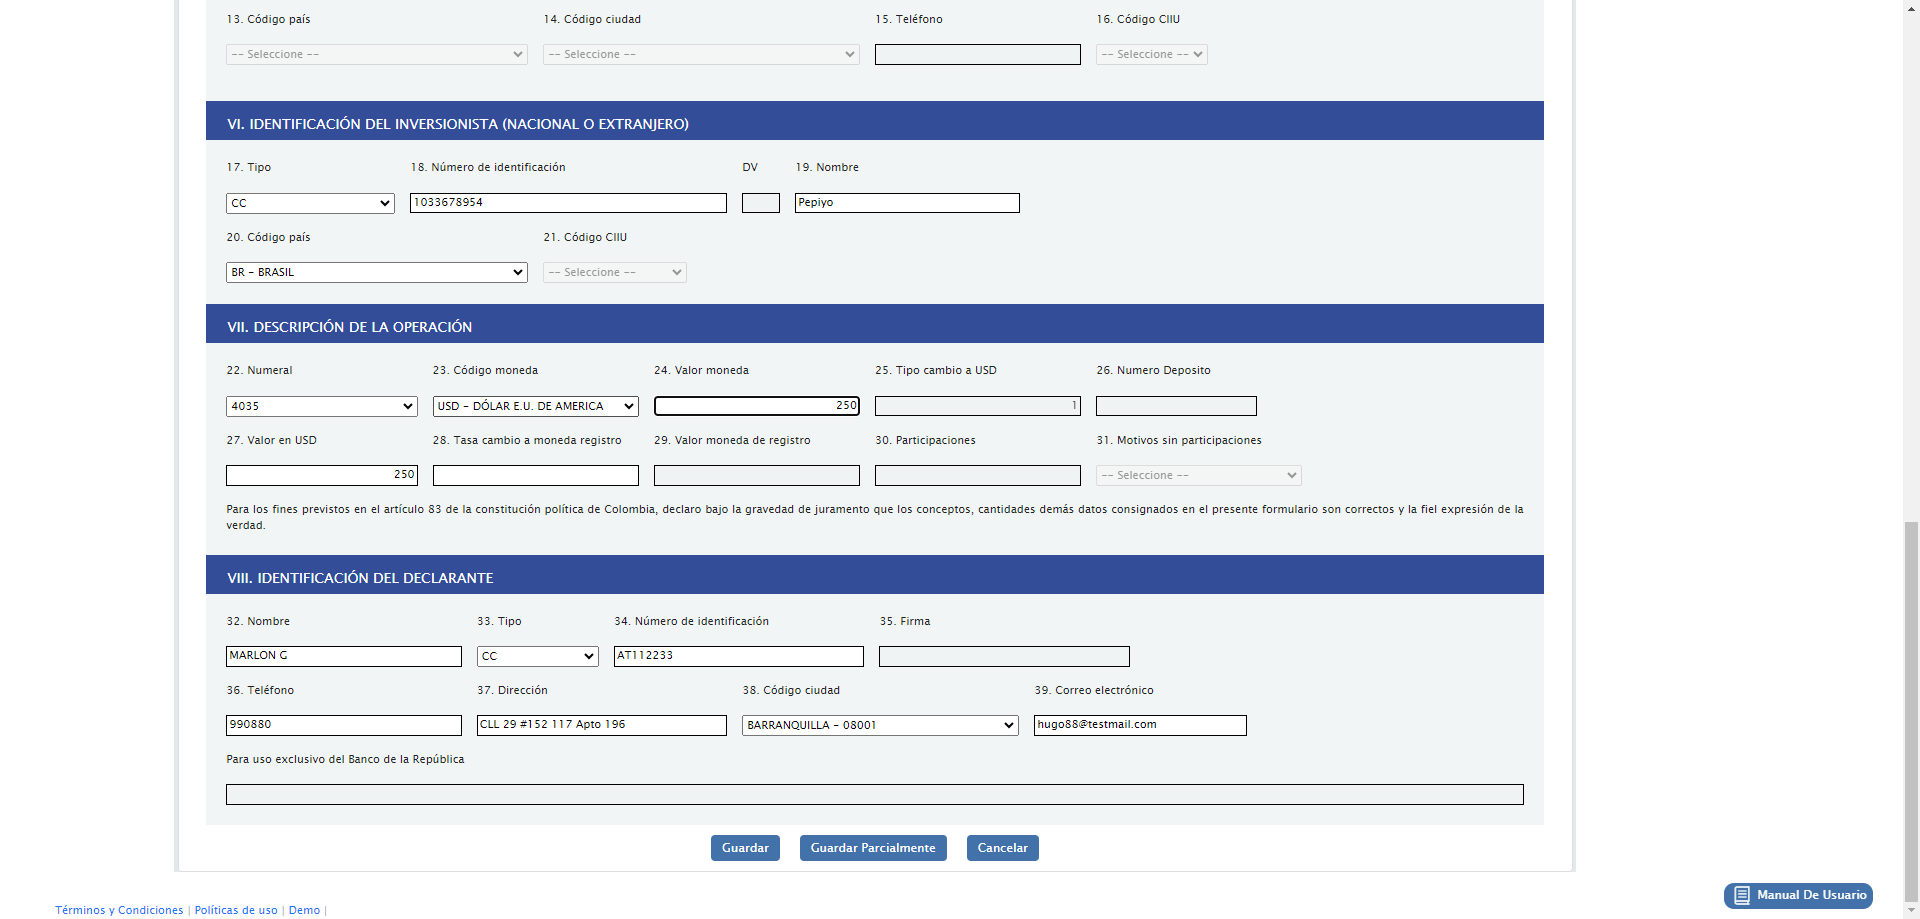 13. Código país 14. Código ciudad 15. Teléfono 16. Código CIIU
-- Seleccione -- -- Seleccione -- -- Seleccione --
VI. IDENTIFICACIÓN DEL INVERSIONISTA (NACIONAL O EXTRANJERO)
17. Tipo 18. Número de identificación DV 19. Nombre
CC 1033678954 Pepiyo
20. Código país 21. Código CIIU
BR - BRASIL -- Seleccione --
VII. DESCRIPCIÓN DE LA OPERACIÓN
22. Numeral 23. Código moneda 24. Valor moneda 25. Tipo cambio a USD 26. Numero Deposito
4035 USD - DÓLAR E.U. DE AMERICA 250 1
27. Valor en USD 28. Tasa cambio a moneda registro 29. Valor moneda de registro 30. Participaciones 31. Motivos sin participaciones
250 -- Seleccione --
Para los fines previstos en el artículo 83 de la constitución política de Colombia, declaro bajo la gravedad de juramento que los conceptos, cantidades demás datos consignados en el presente formulario son correctos y la fiel expresión de la
verdad.
VIII. IDENTIFICACIÓN DEL DECLARANTE
32. Nombre 33. Tipo 34. Número de identificación 35. Firma
MARLON G CC AT112233
36. Teléfono 37. Dirección 38. Código ciudad 39. Correo electrónico
990880 CLL 29 #152 117 Apto 196 BARRANQUILLA - 08001 hugo88@testmail.com
Para uso exclusivo del Banco de la República
Guardar Guardar Parcialmente Cancelar
Manual De Usuario
Términos y Condiciones | Políticas de uso | Demo |